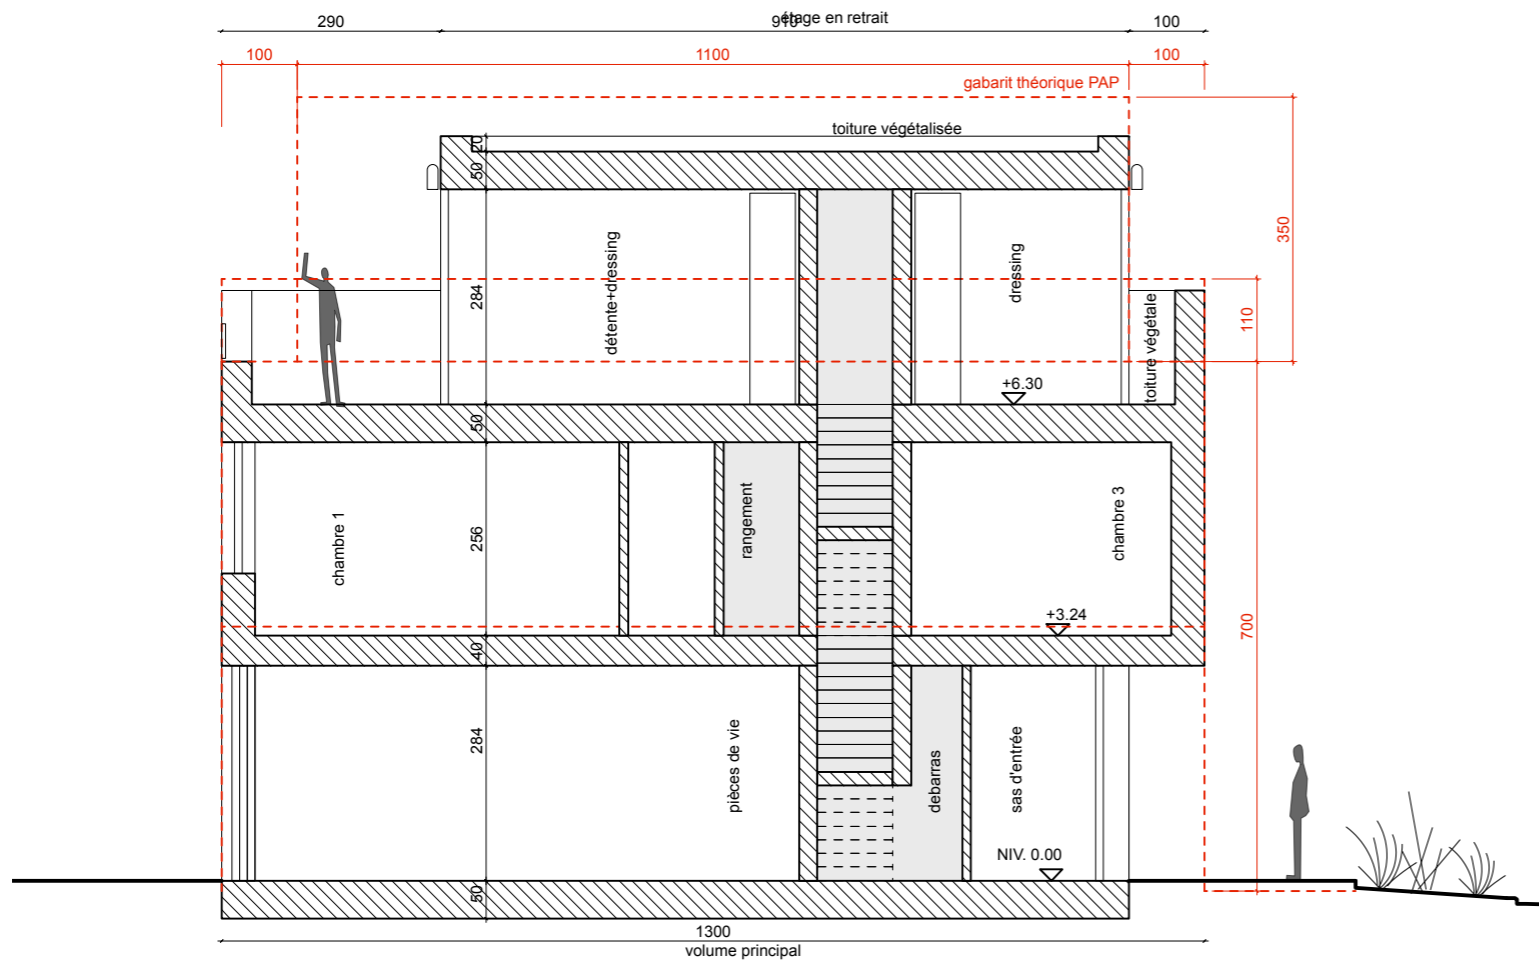 290
910
étage en retrait
100
100
1100
100
gabarit théorique PAP
toiture végétalisée
20
50
350
détente+dressing
dressing
284
110
toiture végétale
+6.30
50
chambre 1
256
rangement
chambre 3
+3.24
700
40
284
pièces de vie
debarras
sas d'entrée
NIV. 0.00
50
1300
volume principal